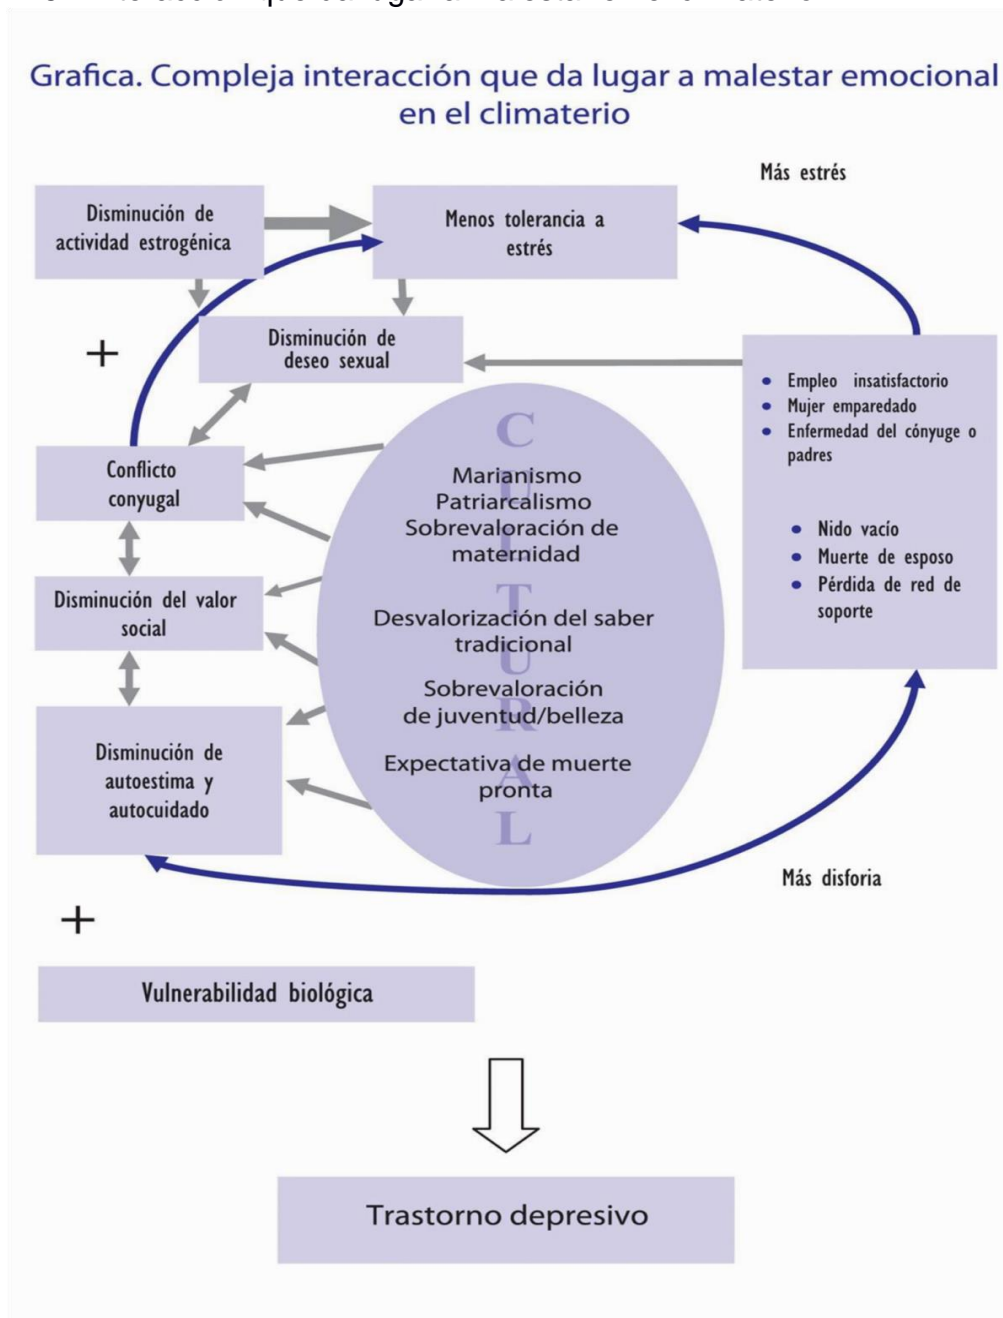 Grafica. Compleja interacción que da lugar a malestar emocional
en el climaterio
Más estrés
Disminución de
actividad estrogénica
Menos tolerancia a
estrés
+
Disminución de
deseo sexual
Empleo insatisfactorio
Mujer emparedado
Enfermedad del cónyuge o
padres
Nido vacío
Muerte de esposo
Pérdida de red de
soporte
Conflicto
conyugal
Disminución del valor
social
Disminución de
autoestima y
autocuidado
CULTURAL
Marianismo
Patriarcalismo
Sobrevaloración de
maternidad
Desvalorización del saber
tradicional
Sobrevaloración
de juventud/belleza
Expectativa de muerte
pronta
Más disforia
+
Vulnerabilidad biológica
Trastorno depresivo